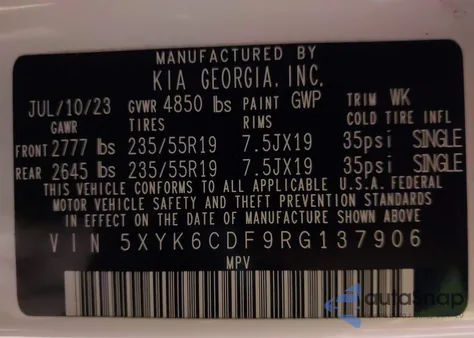 MANUFACTURED BY
KIA GEORGIA, INC.
JUL/10/23 GVWR 4850 lbs PAINT GWP TRIM WK
GAWR TIRES RIMS COLD TIRE INFL
FRONT 2777 lbs 235/55R19 7.5JX19 35psi SINGLE
REAR 2645 lbs 235/55R19 7.5JX19 35psi SINGLE
THIS VEHICLE CONFORMS TO ALL APPLICABLE U.S.A. FEDERAL
MOTOR VEHICLE SAFETY AND THEFT PREVENTION STANDARDS
IN EFFECT ON THE DATE OF MANUFACTURE SHOWN ABOVE
VIN 5XYK6CDF9RG137906
MPV
autosnap